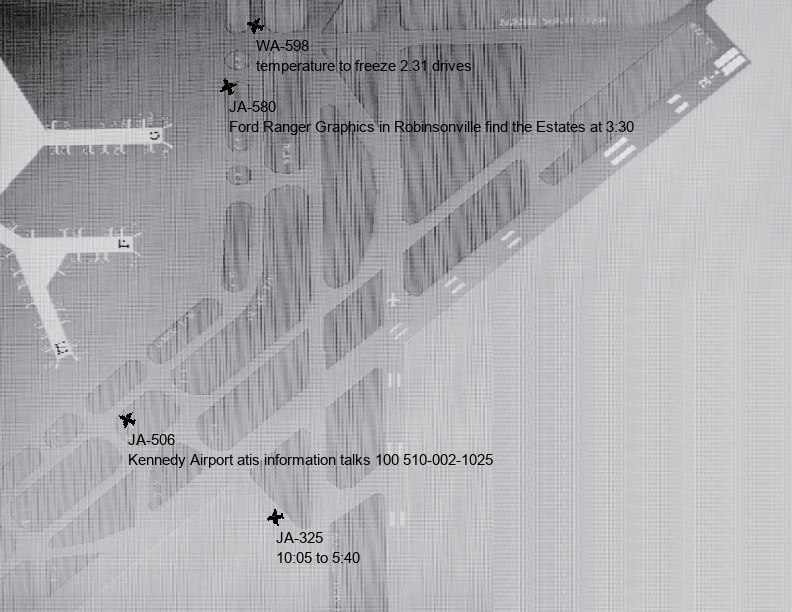 WA-598
temperature to freeze 2.31 drives
JA-580
Ford Ranger Graphics in Robinsonville find the Estates at 3:30
JA-506
Kennedy Airport atis information talks 100 510-002-1025
JA-325
10:05 to 5:40